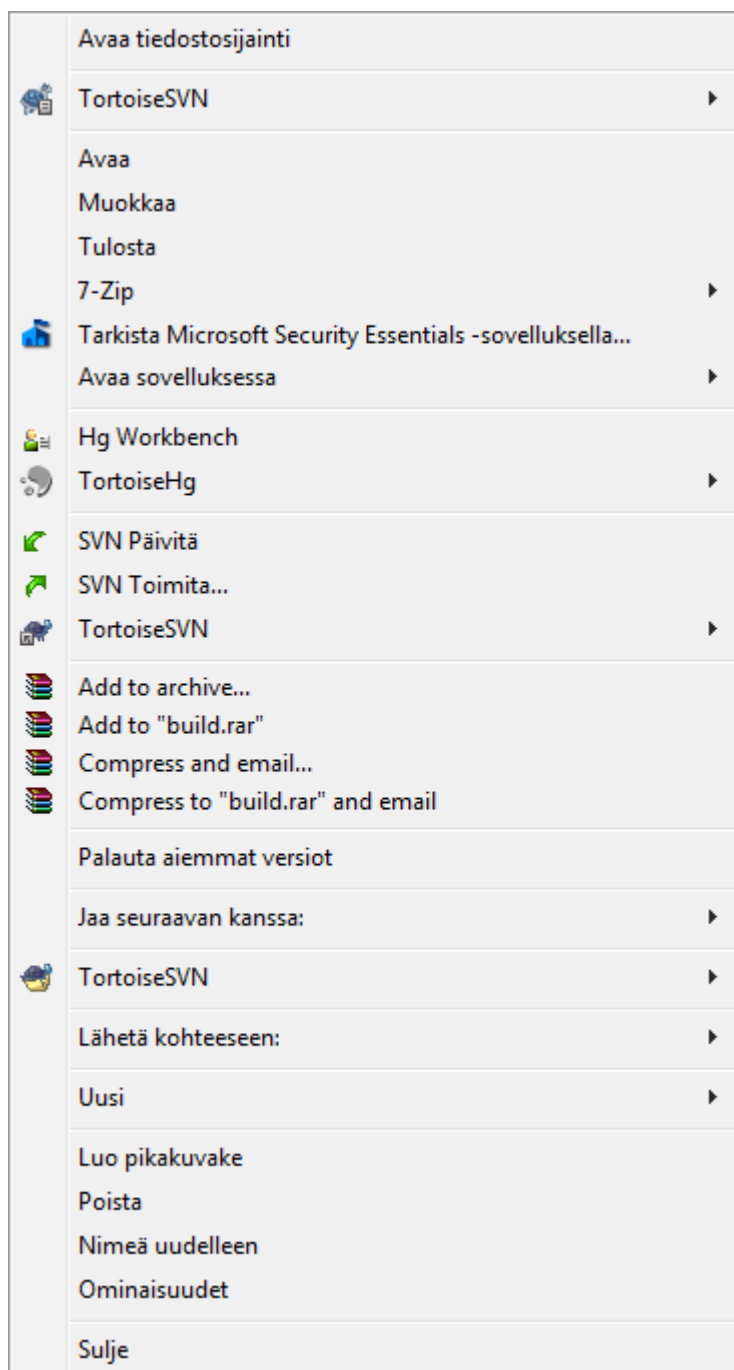 Avaa tiedostosijainti
TortoiseSVN
Avaa
Muokkaa
Tulosta
7-Zip
Tarkista Microsoft Security Essentials -sovelluksella...
Avaa sovelluksessa
Hg Workbench
TortoiseHg
SVN Päivitä
SVN Toimita...
TortoiseSVN
Add to archive...
Add to "build.rar"
Compress and email...
Compress to "build.rar" and email
Palauta aiemmat versiot
Jaa seuraavan kanssa:
TortoiseSVN
Lähetä kohteeseen:
Uusi
Luo pikakuvake
Poista
Nimeä uudelleen
Ominaisuudet
Sulje